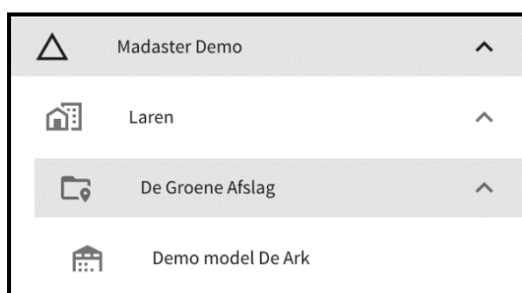 Madaster Demo
Laren
De Groene Afslag
Demo model De Ark